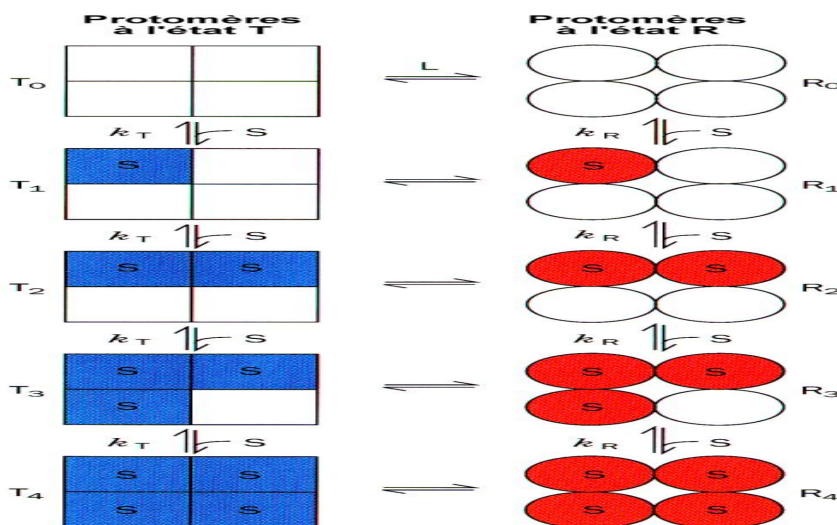 Protomères à l'état T
Protomères à l'état R
T0 L R0
kT S kR S
T1 S S R1
kT S kR S
T2 S S S S R2
kT S kR S
T3 S S S S R3
S S
kT S kR S
T4 S S S S R4
S S S S